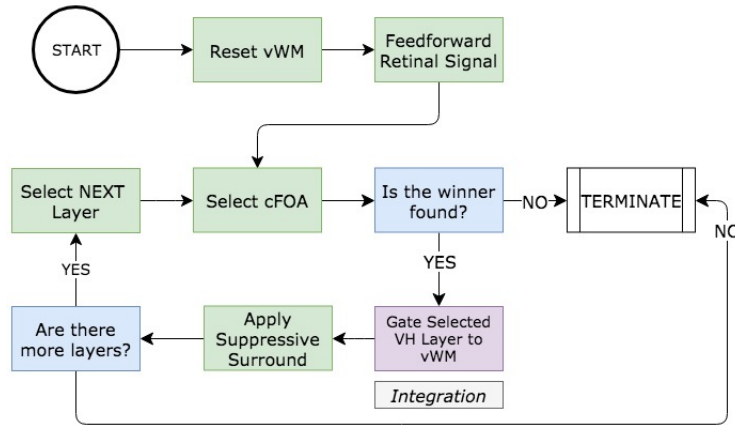 START
Reset vWM
Feedforward
Retinal Signal
Select NEXT
Layer
Select cFOA
Is the winner
found?
NO
TERMINATE
NO
YES
YES
Are there
more layers?
Apply
Suppressive
Surround
Gate Selected
VH Layer to
vWM
Integration